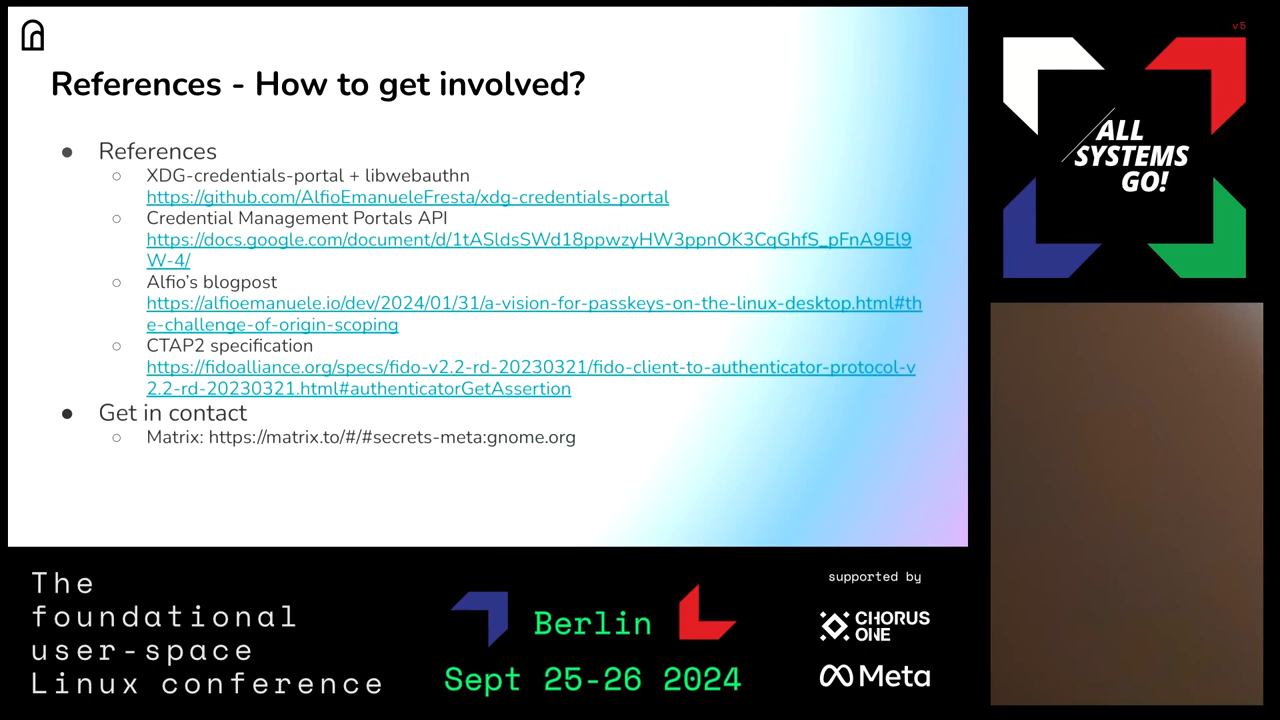 References - How to get involved?
● References
○ XDG-credentials-portal + libwebauthn
https://github.com/AlfioEmanueleFresta/xdg-credentials-portal
○ Credential Management Portals API
https://docs.google.com/document/d/1tASldsSWd18ppwzyHW3ppnOK3CqGhfS_pFnA9El9
W-4/
○ Alfio's blogpost
https://alfioemanuele.io/dev/2024/01/31/a-vision-for-passkeys-on-the-linux-desktop.html#th
e-challenge-of-origin-scoping
○ CTAP2 specification
https://fidoalliance.org/specs/fido-v2.2-rd-20230321/fido-client-to-authenticator-protocol-v
2.2-rd-20230321.html#authenticatorGetAssertion
● Get in contact
○ Matrix: https://matrix.to/#/#secrets-meta:gnome.org
v5
ALL
SYSTEMS
GO!
The
foundational
user-space
Linux conference
Berlin
Sept 25-26 2024
supported by
CHORUS
ONE
Meta